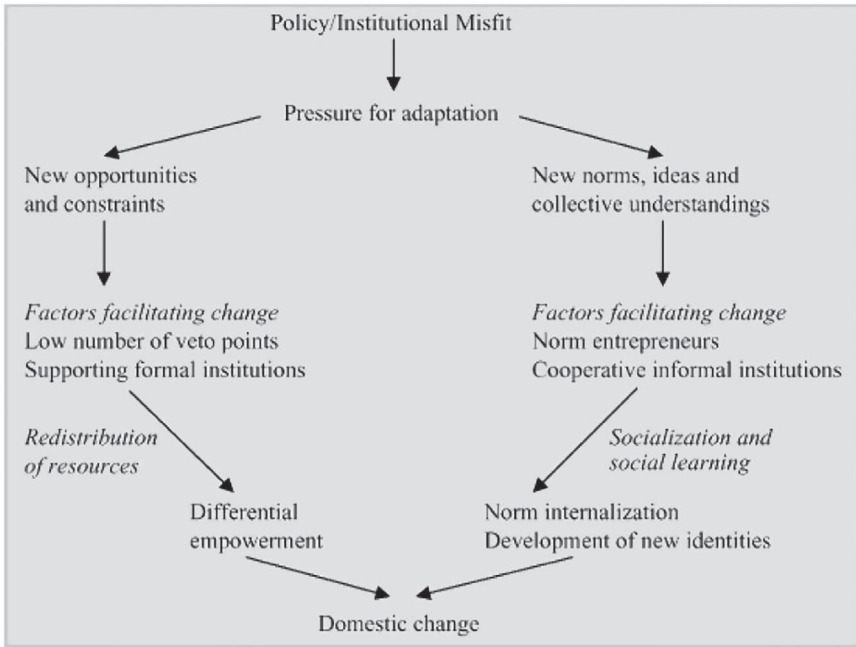 Policy/Institutional Misfit
Pressure for adaptation
New opportunities
and constraints
New norms, ideas and
collective understandings
Factors facilitating change
Low number of veto points
Supporting formal institutions
Factors facilitating change
Norm entrepreneurs
Cooperative informal institutions
Redistribution
of resources
Socialization and
social learning
Differential
empowerment
Norm internalization
Development of new identities
Domestic change